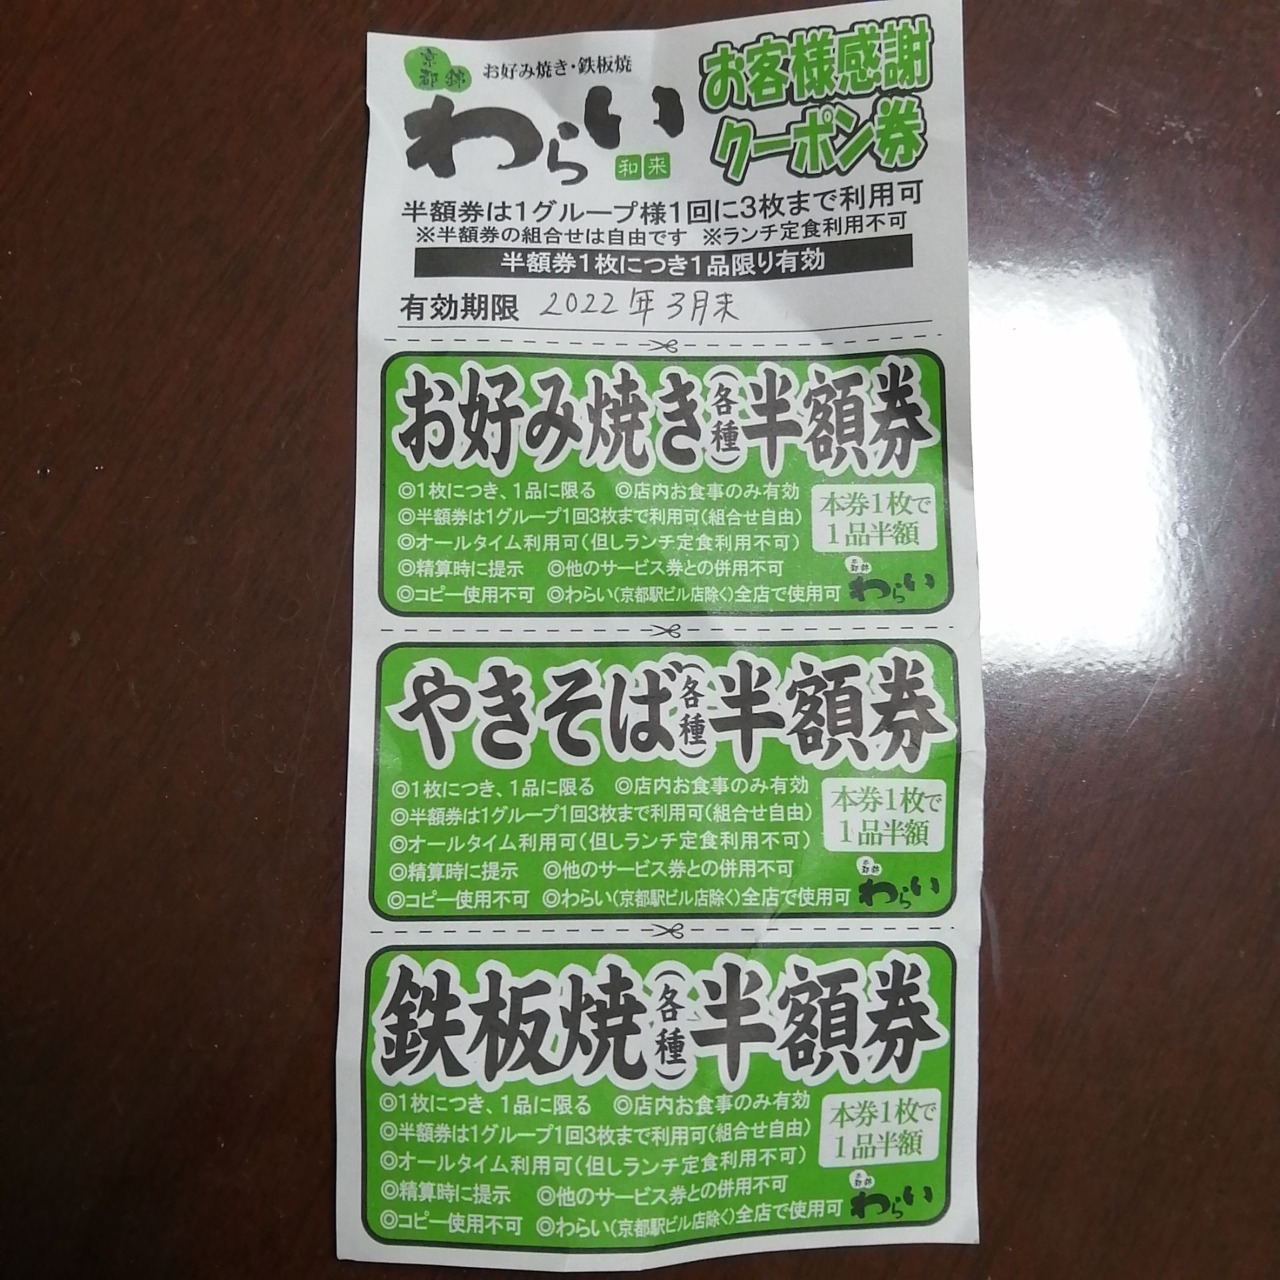 京都錦
お好み焼き・鉄板焼
わらい
和来
お客様感謝
クーポン券
半額券は1グループ様1回に3枚まで利用可
※半額券の組合せは自由です ※ランチ定食利用不可
半額券1枚につき1品限り有効
有効期限 2022年3月末
お好み焼き(各種)半額券
◎1枚につき、1品に限る ◎店内お食事のみ有効
◎半額券は1グループ1回3枚まで利用可(組合せ自由)
◎オールタイム利用可(但しランチ定食利用不可)
◎精算時に提示 ◎他のサービス券との併用不可
◎コピー使用不可 ◎わらい(京都駅ビル店除く)全店で使用可
本券1枚で
1品半額
京都錦
わらい
やきそば(各種)半額券
◎1枚につき、1品に限る ◎店内お食事のみ有効
◎半額券は1グループ1回3枚まで利用可(組合せ自由)
◎オールタイム利用可(但しランチ定食利用不可)
◎精算時に提示 ◎他のサービス券との併用不可
◎コピー使用不可 ◎わらい(京都駅ビル店除く)全店で使用可
本券1枚で
1品半額
京都錦
わらい
鉄板焼(各種)半額券
◎1枚につき、1品に限る ◎店内お食事のみ有効
◎半額券は1グループ1回3枚まで利用可(組合せ自由)
◎オールタイム利用可(但しランチ定食利用不可)
◎精算時に提示 ◎他のサービス券との併用不可
◎コピー使用不可 ◎わらい(京都駅ビル店除く)全店で使用可
本券1枚で
1品半額
京都錦
わらい